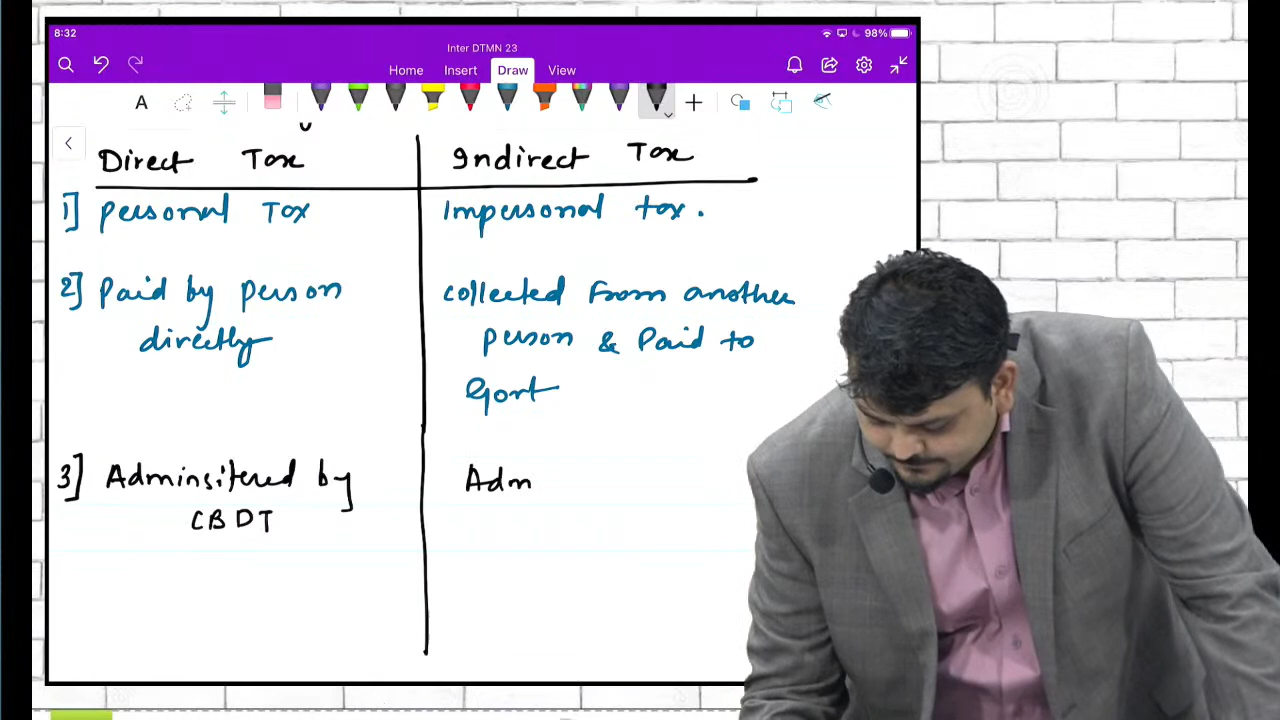 8:32
98%
Inter DTMN 23
Home Insert Draw View
A
Direct Tax Indirect Tax
1] Personal Tax Impersonal tax.
2] Paid by person collected From another
directly person & Paid to
Govt
3] Adminsitered by Adm
CBDT